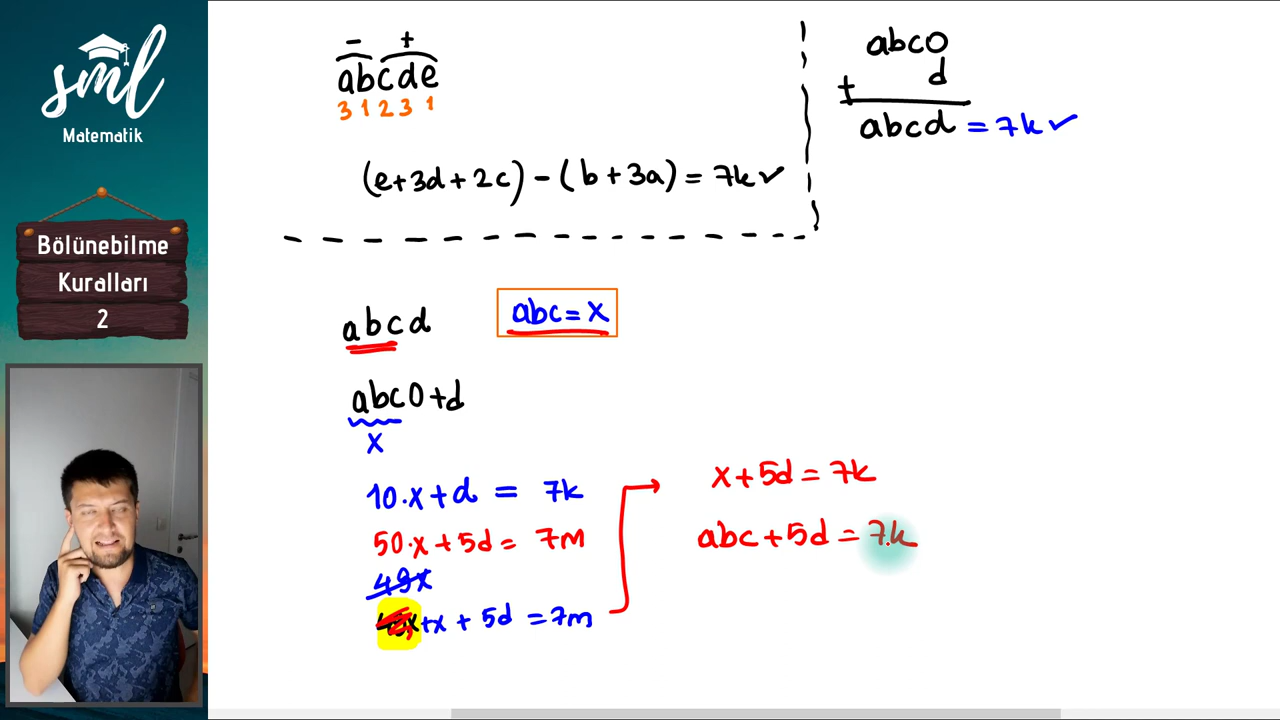 sml
Matematik
Bölünebilme
Kuralları
2
- +
abcde
3 1 2 3 1
(e+3d+2c)-(b+3a)=7k✓
abc0
+ d
abcd=7k✓
abcd
abc=x
abc0+d
x
10·x+d = 7k
50·x+5d= 7m
49x
+x+5d=7m
x+5d=7k
abc+5d=7.k